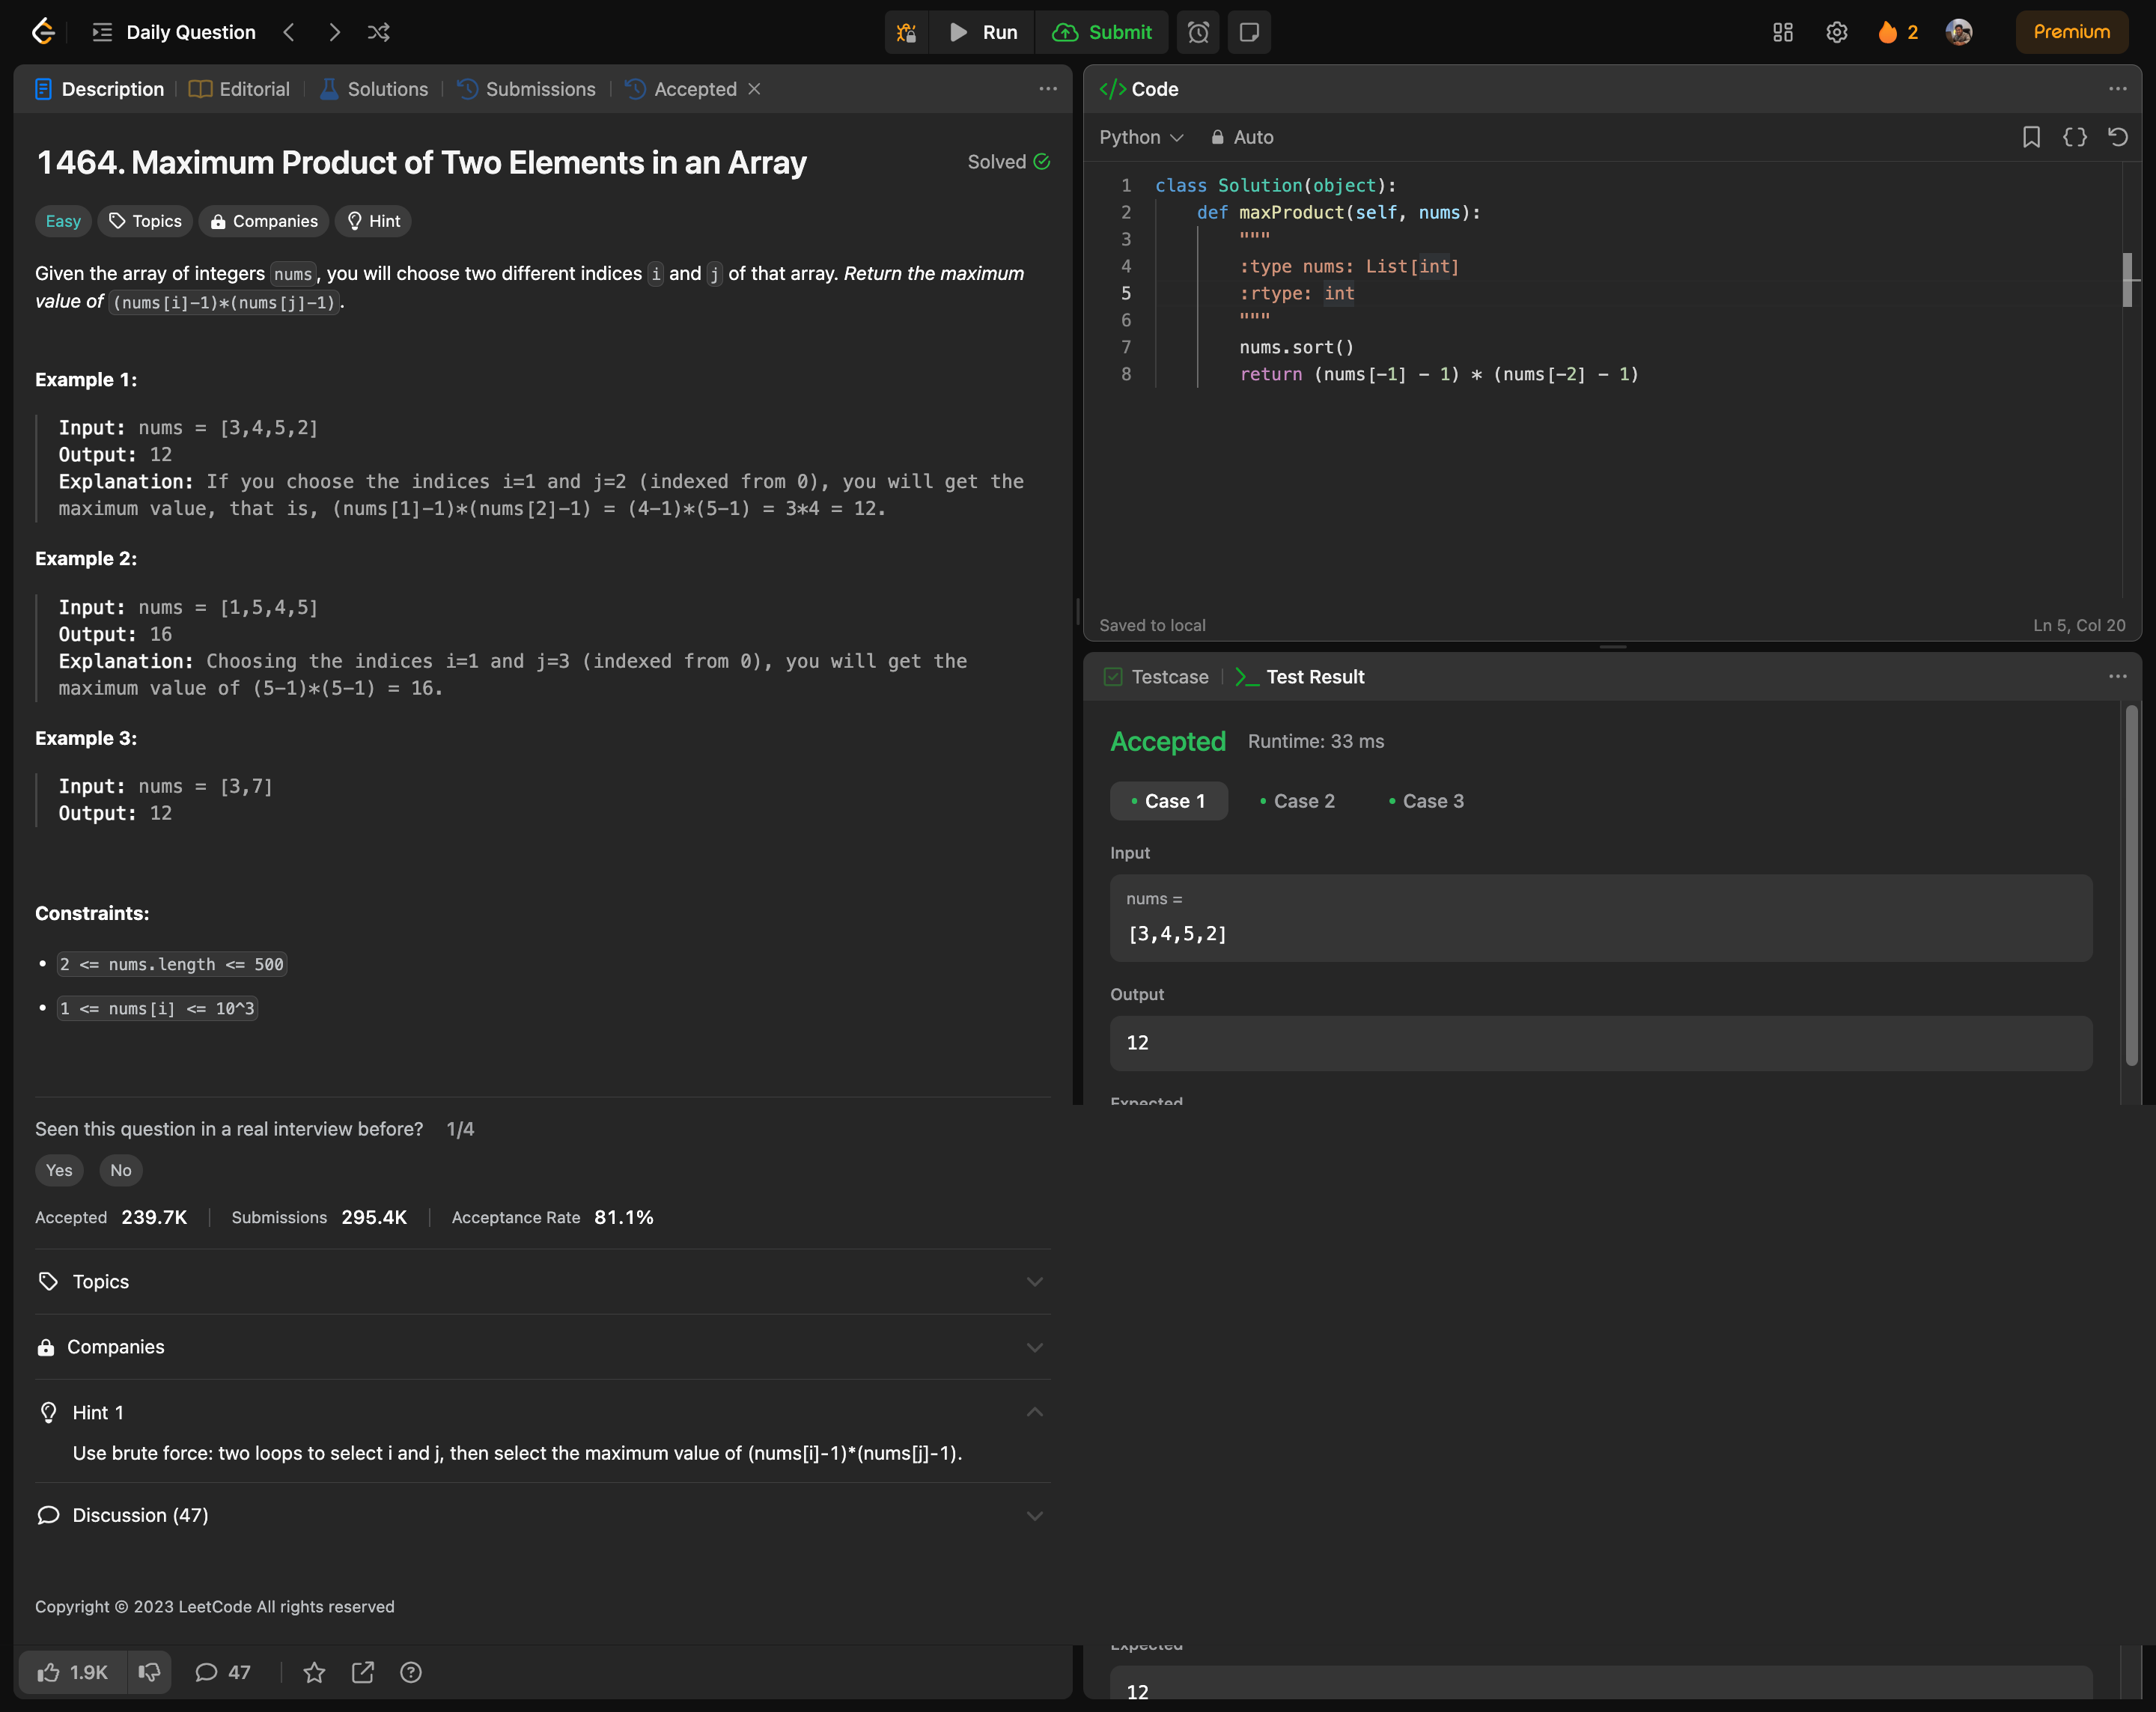 Daily Question
Run
Submit
2
Premium
Description
Editorial
Solutions
Submissions
Accepted
1464. Maximum Product of Two Elements in an Array
Solved
Easy
Topics
Companies
Hint
Given the array of integers nums, you will choose two different indices i and j of that array. Return the maximum
value of (nums[i]-1)*(nums[j]-1).
Example 1:
Input: nums = [3,4,5,2]
Output: 12
Explanation: If you choose the indices i=1 and j=2 (indexed from 0), you will get the
maximum value, that is, (nums[1]-1)*(nums[2]-1) = (4-1)*(5-1) = 3*4 = 12.
Example 2:
Input: nums = [1,5,4,5]
Output: 16
Explanation: Choosing the indices i=1 and j=3 (indexed from 0), you will get the
maximum value of (5-1)*(5-1) = 16.
Example 3:
Input: nums = [3,7]
Output: 12
Constraints:
2 <= nums.length <= 500
1 <= nums[i] <= 10^3
Seen this question in a real interview before? 1/4
Yes
No
Accepted 239.7K
Submissions 295.4K
Acceptance Rate 81.1%
Topics
Companies
Hint 1
Use brute force: two loops to select i and j, then select the maximum value of (nums[i]-1)*(nums[j]-1).
Discussion (47)
Copyright © 2023 LeetCode All rights reserved
1.9K
47
</> Code
Python
Auto
1 class Solution(object):
2 def maxProduct(self, nums):
3 """
4 :type nums: List[int]
5 :rtype: int
6 """
7 nums.sort()
8 return (nums[-1] - 1) * (nums[-2] - 1)
Saved to local
Ln 5, Col 20
Testcase
Test Result
Accepted
Runtime: 33 ms
Case 1
Case 2
Case 3
Input
nums =
[3,4,5,2]
Output
12
Expected
Expected
12